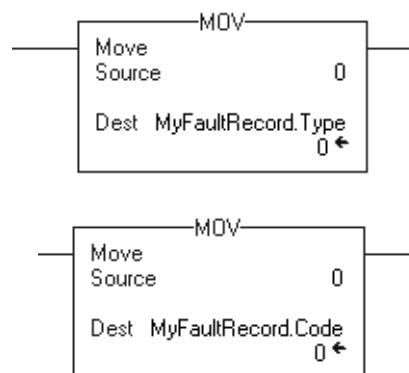 MOV
Move
Source 0
Dest MyFaultRecord.Type
0 ←
MOV
Move
Source 0
Dest MyFaultRecord.Code
0 ←